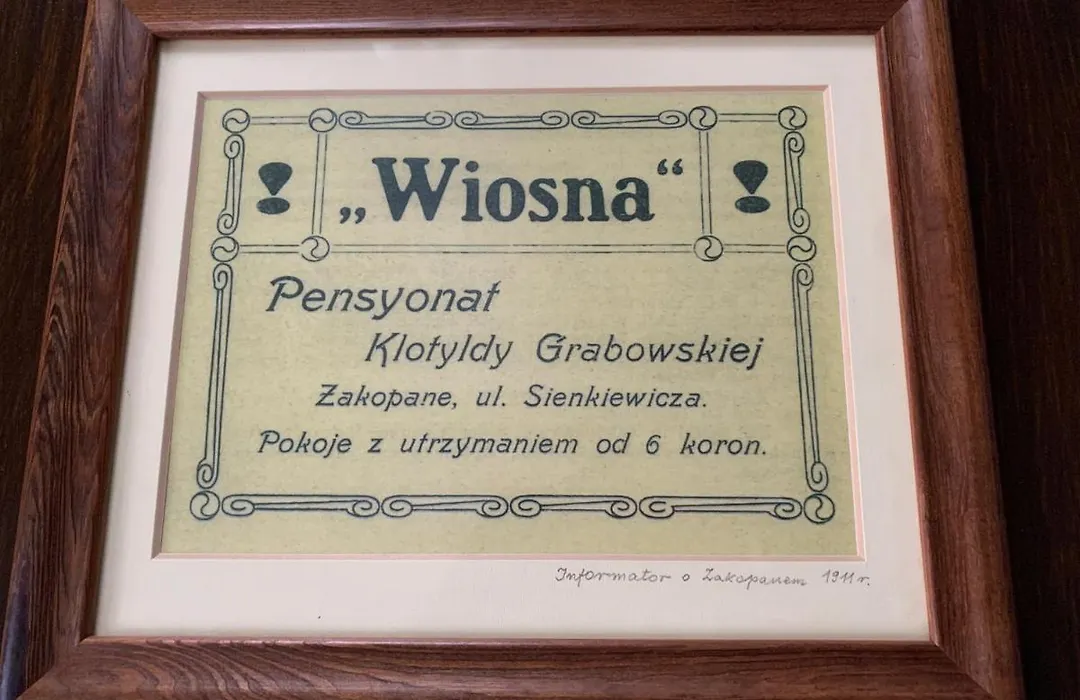 „Wiosna“
Pensyonat
Klotyldy Grabowskiej
Zakopane, ul. Sienkiewicza.
Pokoje z utrzymaniem od 6 koron.
Informator o Zakopanem 1911 r.